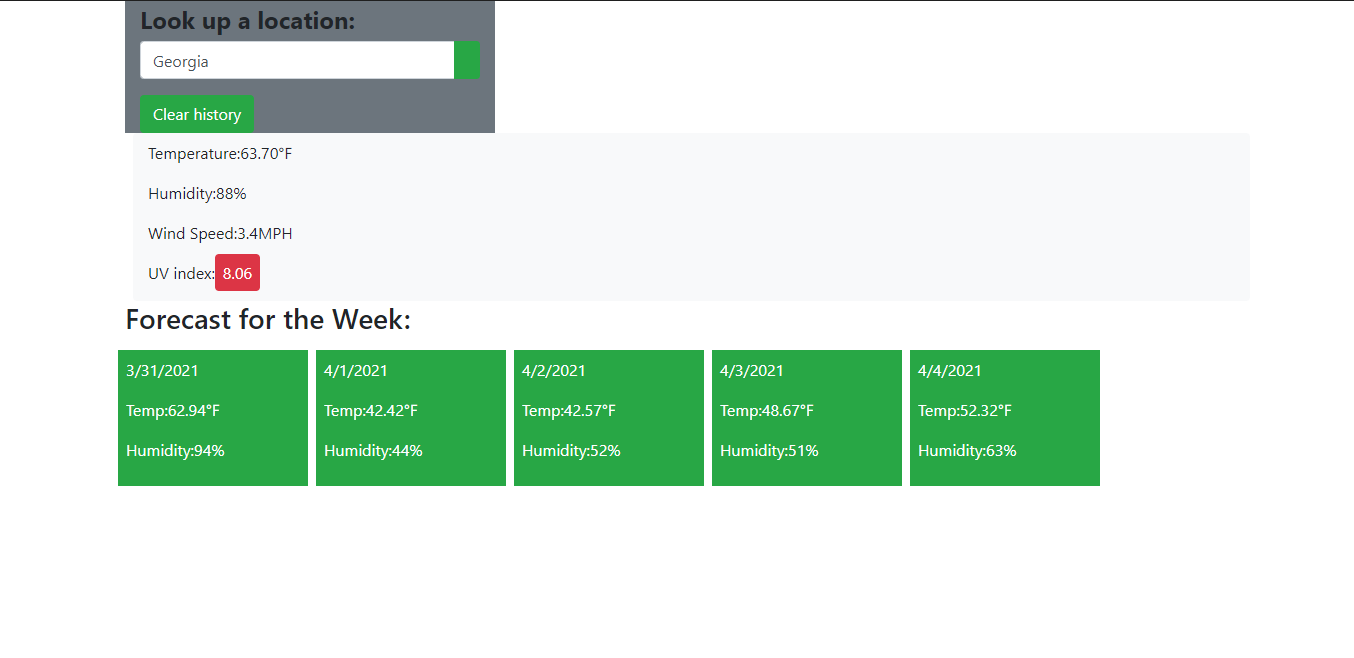 Look up a location:
Georgia
Clear history
Temperature:63.70°F
Humidity:88%
Wind Speed:3.4MPH
UV index:8.06
Forecast for the Week:
3/31/2021
Temp:62.94°F
Humidity:94%
4/1/2021
Temp:42.42°F
Humidity:44%
4/2/2021
Temp:42.57°F
Humidity:52%
4/3/2021
Temp:48.67°F
Humidity:51%
4/4/2021
Temp:52.32°F
Humidity:63%